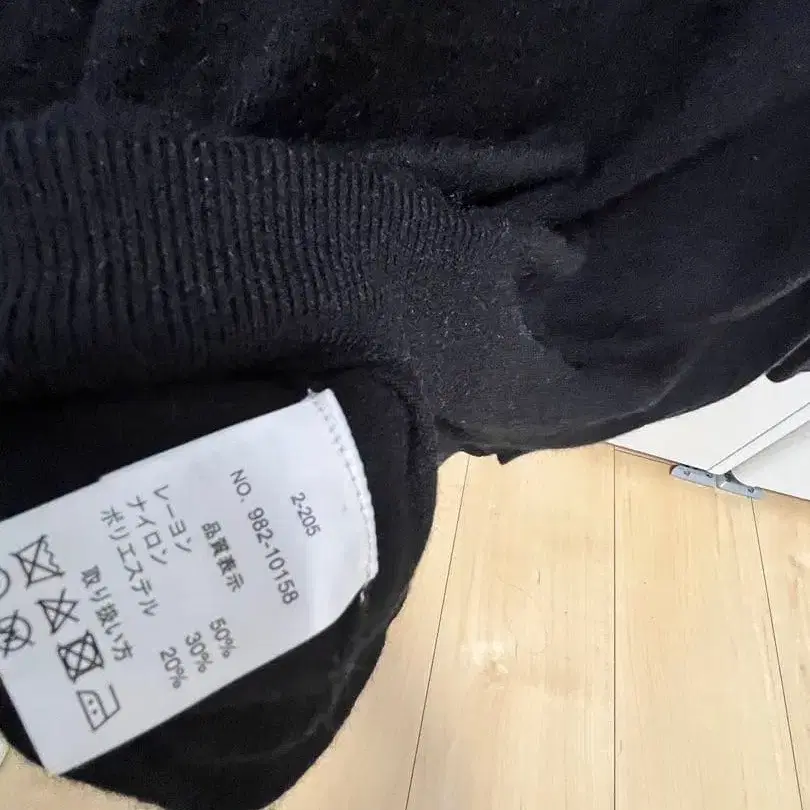 2-205
NO. 982-10158
品質表示
レーヨン 50%
ナイロン 30%
ポリエステル 20%
取り扱い方